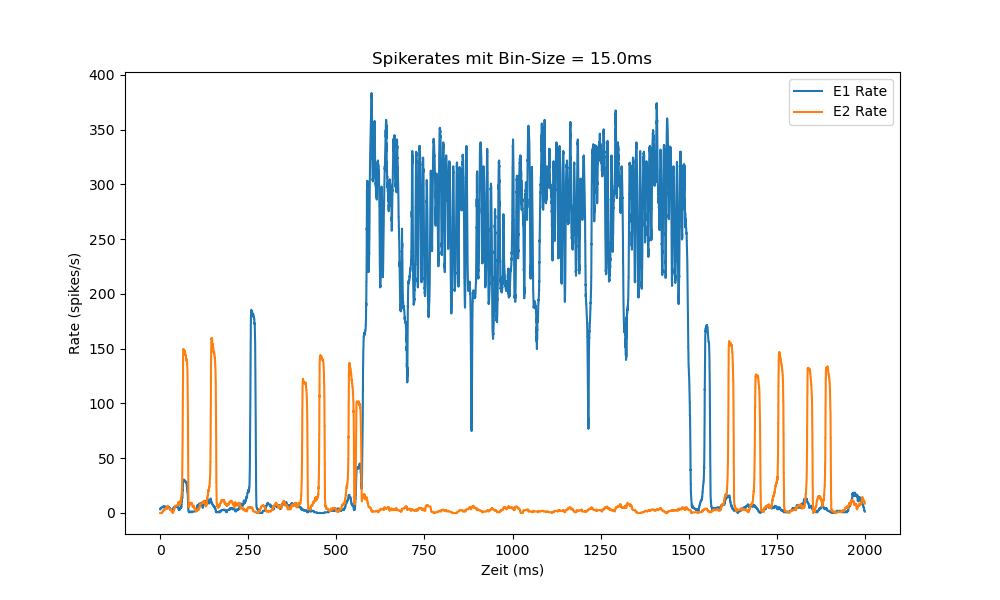 Spikerates mit Bin-Size = 15.0ms
E1 Rate
E2 Rate
Rate (spikes/s)
400
350
300
250
200
150
100
50
0
0 250 500 750 1000 1250 1500 1750 2000
Zeit (ms)